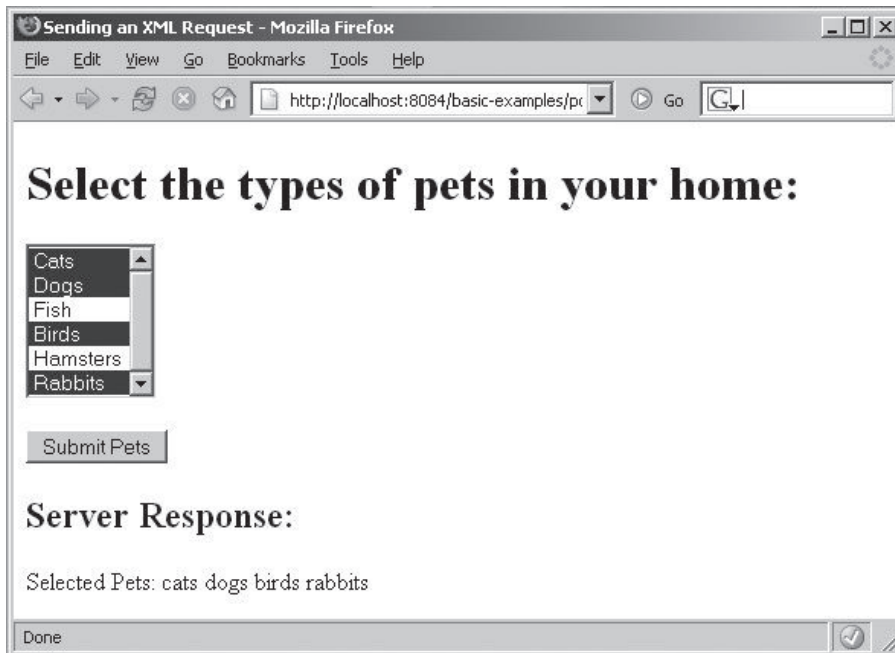 Sending an XML Request - Mozilla Firefox
File Edit View Go Bookmarks Tools Help
http://localhost:8084/basic-examples/po Go G
Select the types of pets in your home:
Cats
Dogs
Fish
Birds
Hamsters
Rabbits
Submit Pets
Server Response:
Selected Pets: cats dogs birds rabbits
Done